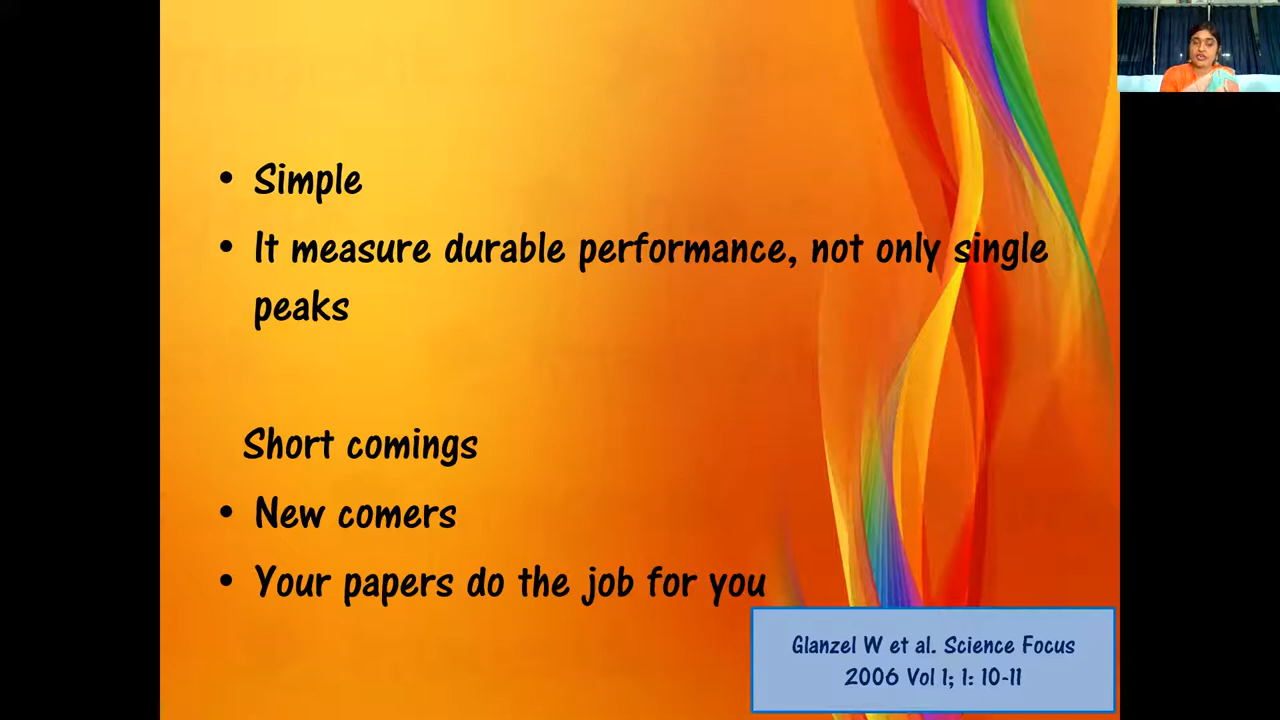 • Simple
• It measure durable performance, not only single
peaks
Short comings
• New comers
• Your papers do the job for you
Glanzel W et al. Science Focus
2006 Vol 1; 1: 10-11